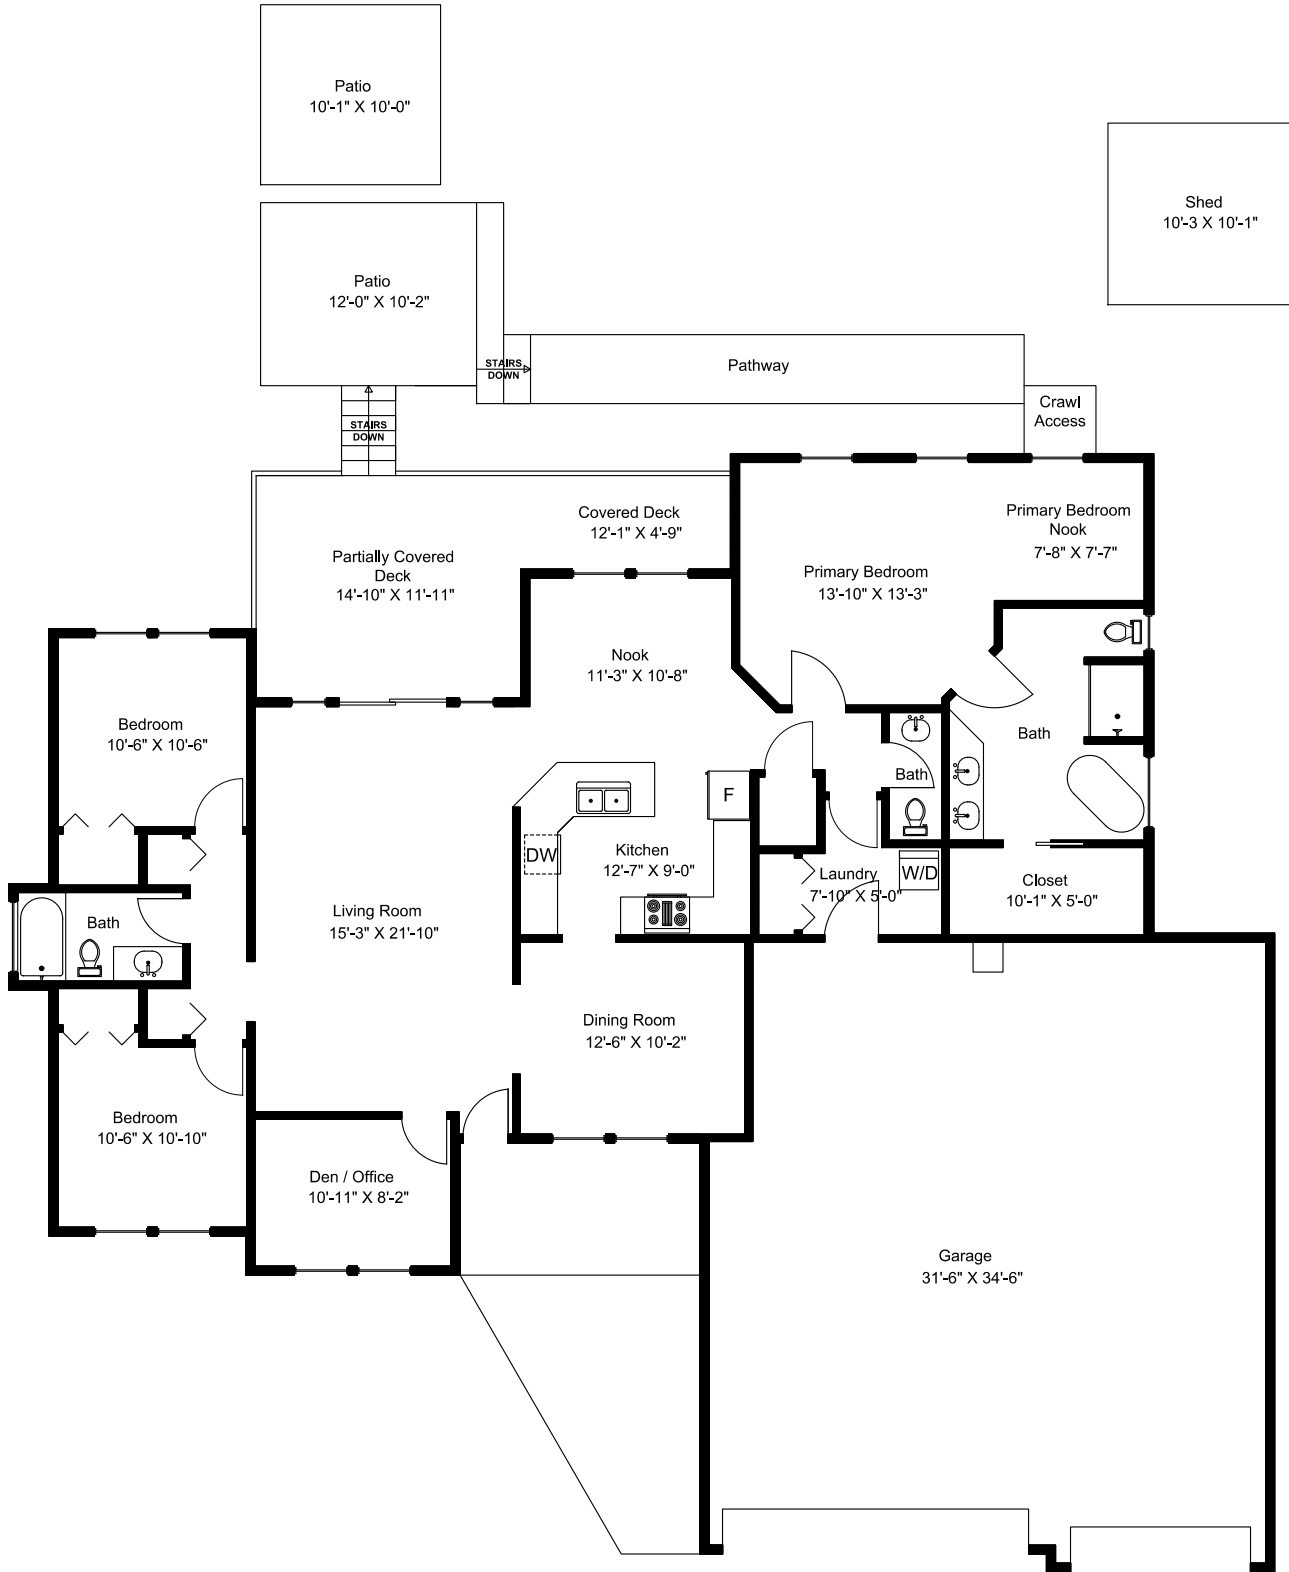 Patio
10'-1" X 10'-0"
Shed
10'-3 X 10'-1"
Patio
12'-0" X 10'-2"
STAIRS
DOWN
Pathway
Crawl
Access
STAIRS
DOWN
Covered Deck
12'-1" X 4'-9"
Primary Bedroom
Nook
7'-8" X 7'-7"
Partially Covered
Deck
14'-10" X 11'-11"
Primary Bedroom
13'-10" X 13'-3"
Nook
11'-3" X 10'-8"
Bedroom
10'-6" X 10'-6"
Bath
Bath
F
DW
Kitchen
12'-7" X 9'-0"
Laundry
7'-10" X 5'-0"
W/D
Closet
10'-1" X 5'-0"
Bath
Living Room
15'-3" X 21'-10"
Dining Room
12'-6" X 10'-2"
Bedroom
10'-6" X 10'-10"
Den / Office
10'-11" X 8'-2"
Garage
31'-6" X 34'-6"